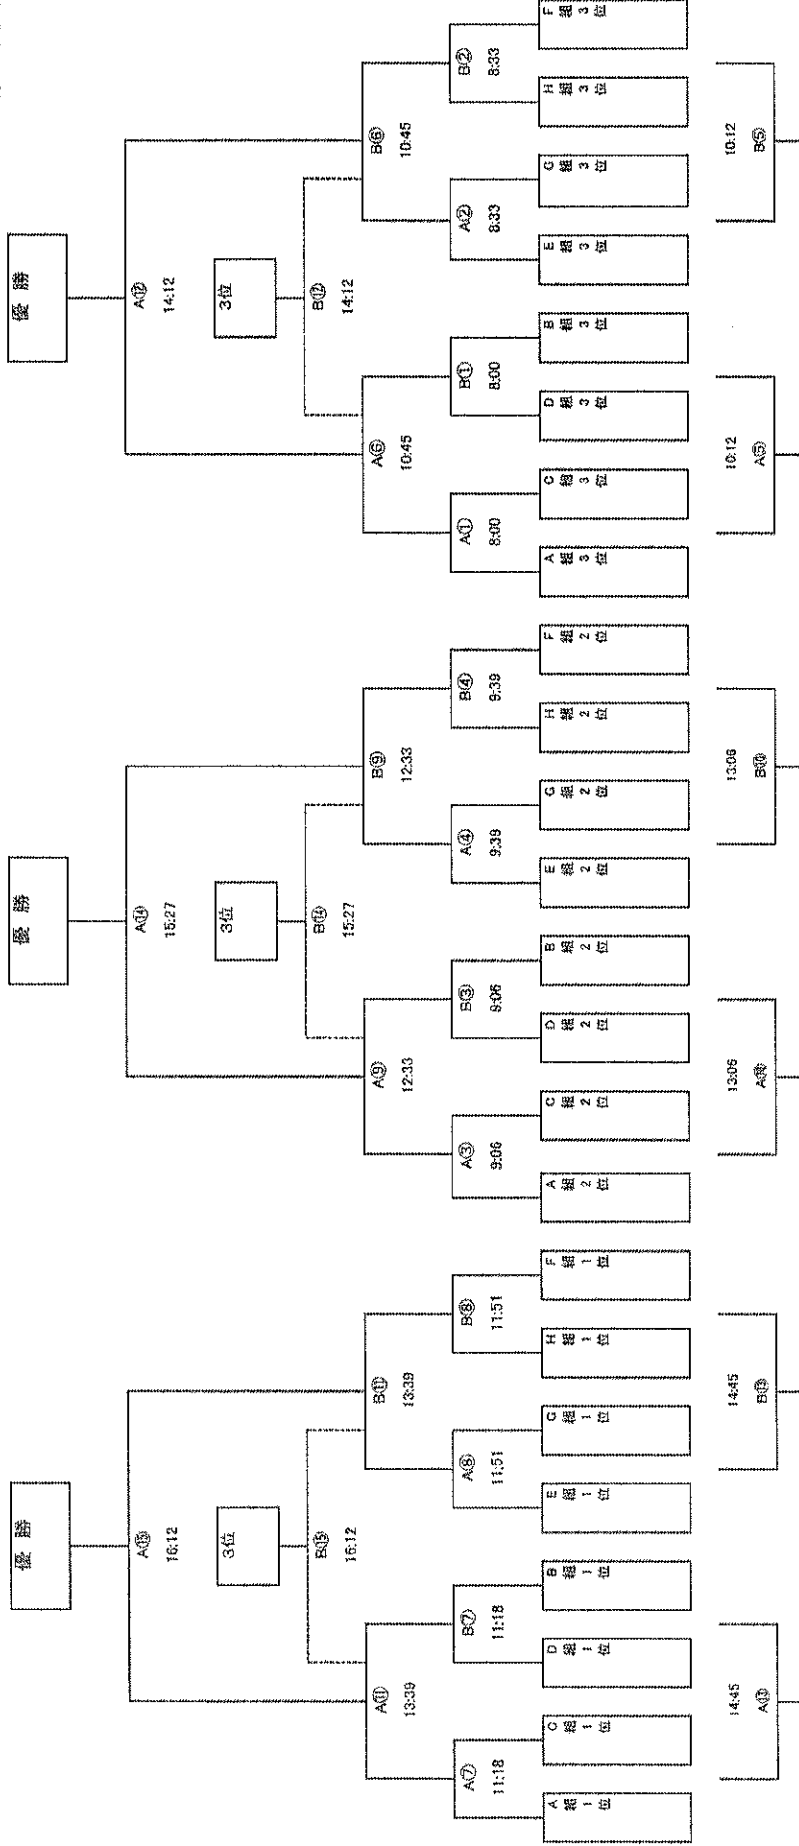 優 勝
A⑮
16:12
3位
B⑮
16:12
A⑪
13:39
B⑪
13:39
A⑦
11:18
B⑦
11:18
A⑧
11:51
B⑧
11:51
A組1位
C組1位
D組1位
B組1位
E組1位
G組1位
H組1位
F組1位
14:45
A⑬
14:45
B⑬
優 勝
A⑭
15:27
3位
B⑭
15:27
A⑨
12:33
B⑨
12:33
A③
9:06
B③
9:06
A④
9:39
B④
9:39
A組2位
C組2位
D組2位
B組2位
E組2位
G組2位
H組2位
F組2位
13:06
A⑩
13:06
B⑩
優 勝
A⑫
14:12
3位
B⑫
14:12
A⑥
10:45
B⑥
10:45
A①
8:00
B①
8:00
A②
8:33
B②
8:33
A組3位
C組3位
D組3位
B組3位
E組3位
G組3位
H組3位
F組3位
10:12
A⑤
10:12
B⑤